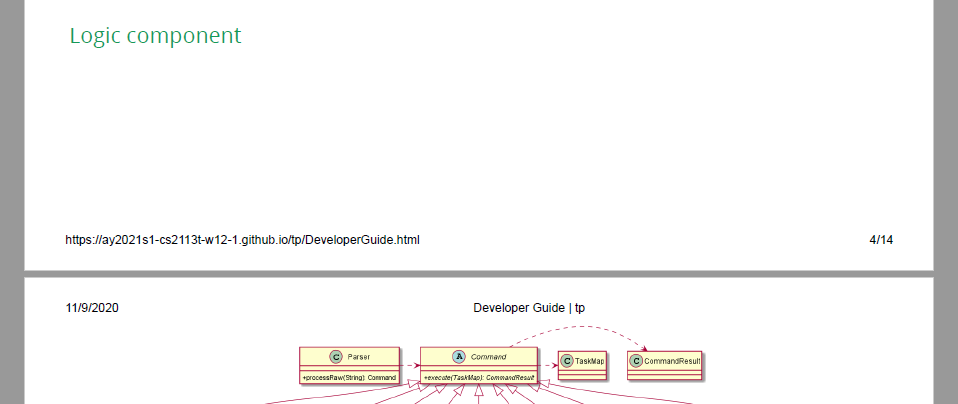 Logic component
https://ay2021s1-cs2113t-w12-1.github.io/tp/DeveloperGuide.html 4/14
11/9/2020 Developer Guide | tp
C Parser A Command C TaskMap C CommandResult
+processRaw(String): Command +execute(TaskMap): CommandResult